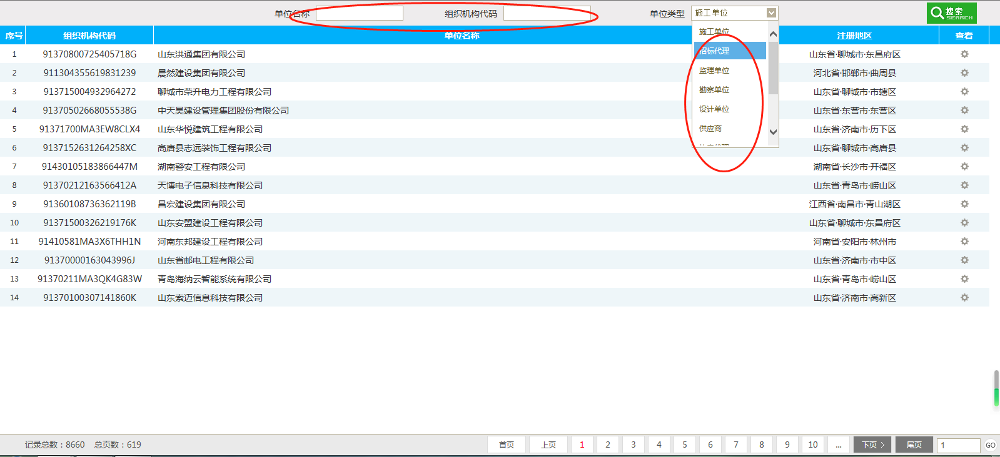 单位名称 组织机构代码 单位类型 施工单位 搜索 SEARCH
序号 组织机构代码 单位名称 注册地区 查看
施工单位
招标代理
监理单位
勘察单位
设计单位
供应商
1 91370800725405718G 山东洪通集团有限公司 山东省·聊城市·东昌府区
2 911304355619831239 晨然建设集团有限公司 河北省·邯郸市·曲周县
3 913715004932964272 聊城市荣升电力工程有限公司 山东省·聊城市·市辖区
4 91370502668055538G 中天昊建设管理集团股份有限公司 山东省·东营市·东营区
5 91371700MA3EW8CLX4 山东华悦建筑工程有限公司 山东省·济南市·历下区
6 9137152631264258XC 高唐县志远装饰工程有限公司 山东省·聊城市·高唐县
7 91430105183866447M 湖南警安工程有限公司 湖南省·长沙市·开福区
8 91370212163566412A 天博电子信息科技有限公司 山东省·青岛市·崂山区
9 91360108736362119B 昌宏建设集团有限公司 江西省·南昌市·青山湖区
10 91371500326219176K 山东安盟建设工程有限公司 山东省·聊城市·东昌府区
11 91410581MA3X6THH1N 河南东邦建设工程有限公司 河南省·安阳市·林州市
12 91370000163043996J 山东省邮电工程有限公司 山东省·济南市·市中区
13 91370211MA3QK4G83W 青岛海纳云智能系统有限公司 山东省·青岛市·崂山区
14 91370100307141860K 山东索迈信息科技有限公司 山东省·济南市·高新区
记录总数：8660 总页数：619 首页 上页 1 2 3 4 5 6 7 8 9 10 ... 下页 尾页 1 GO